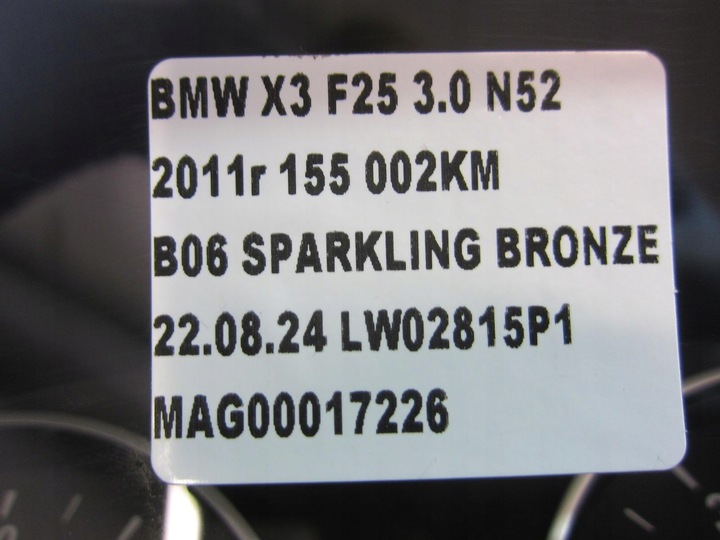 BMW X3 F25 3.0 N52
2011r 155 002KM
B06 SPARKLING BRONZE
22.08.24 LW02815P1
MAG00017226